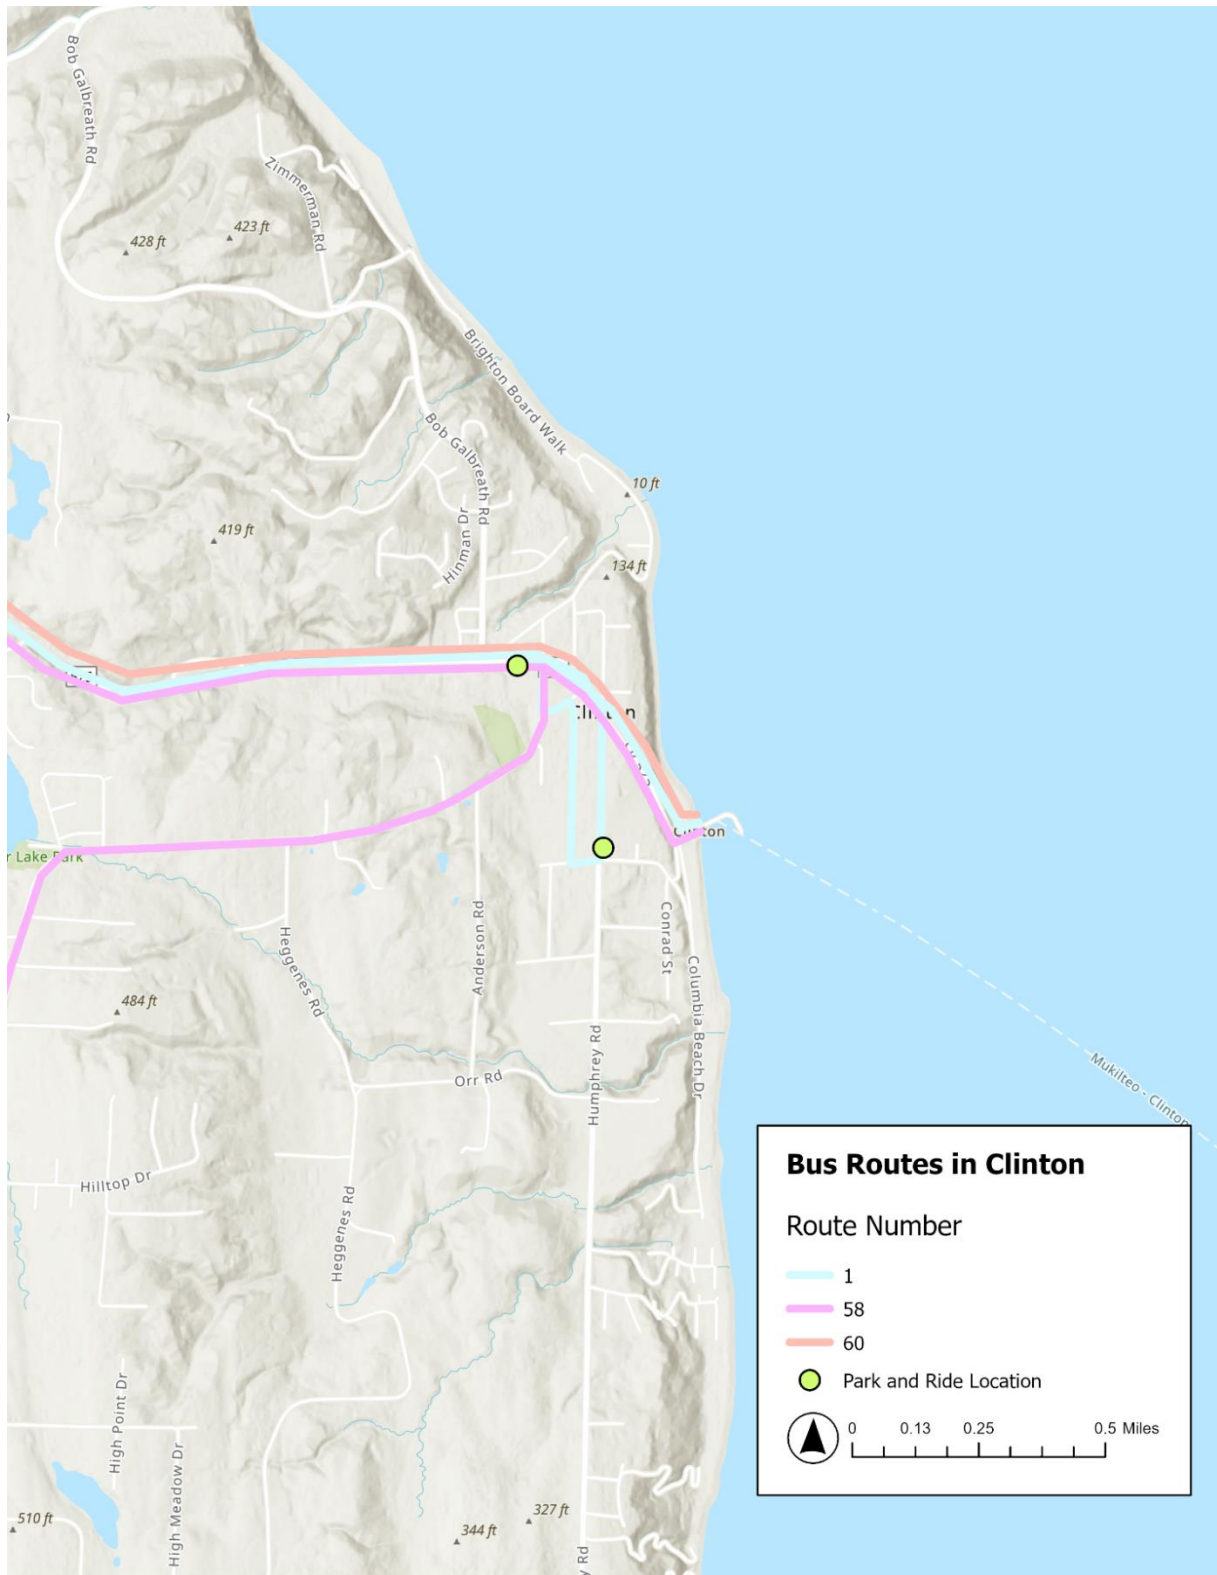 Bob Galbreath Rd
Zimmerman Rd
423 ft
428 ft
Brighton Board Walk
Bob Galbreath Rd
10 ft
419 ft
Hinman Dr
134 ft
Clinton
Clinton
r Lake Park
Heggenes Rd
Anderson Rd
Conrad St
Columbia Beach Dr
484 ft
Humphrey Rd
Orr Rd
Mukilteo - Clinton
Hilltop Dr
Heggenes Rd
High Point Dr
High Meadow Dr
510 ft
344 ft
327 ft
y Rd
Bus Routes in Clinton
Route Number
1
58
60
Park and Ride Location
0 0.13 0.25 0.5 Miles